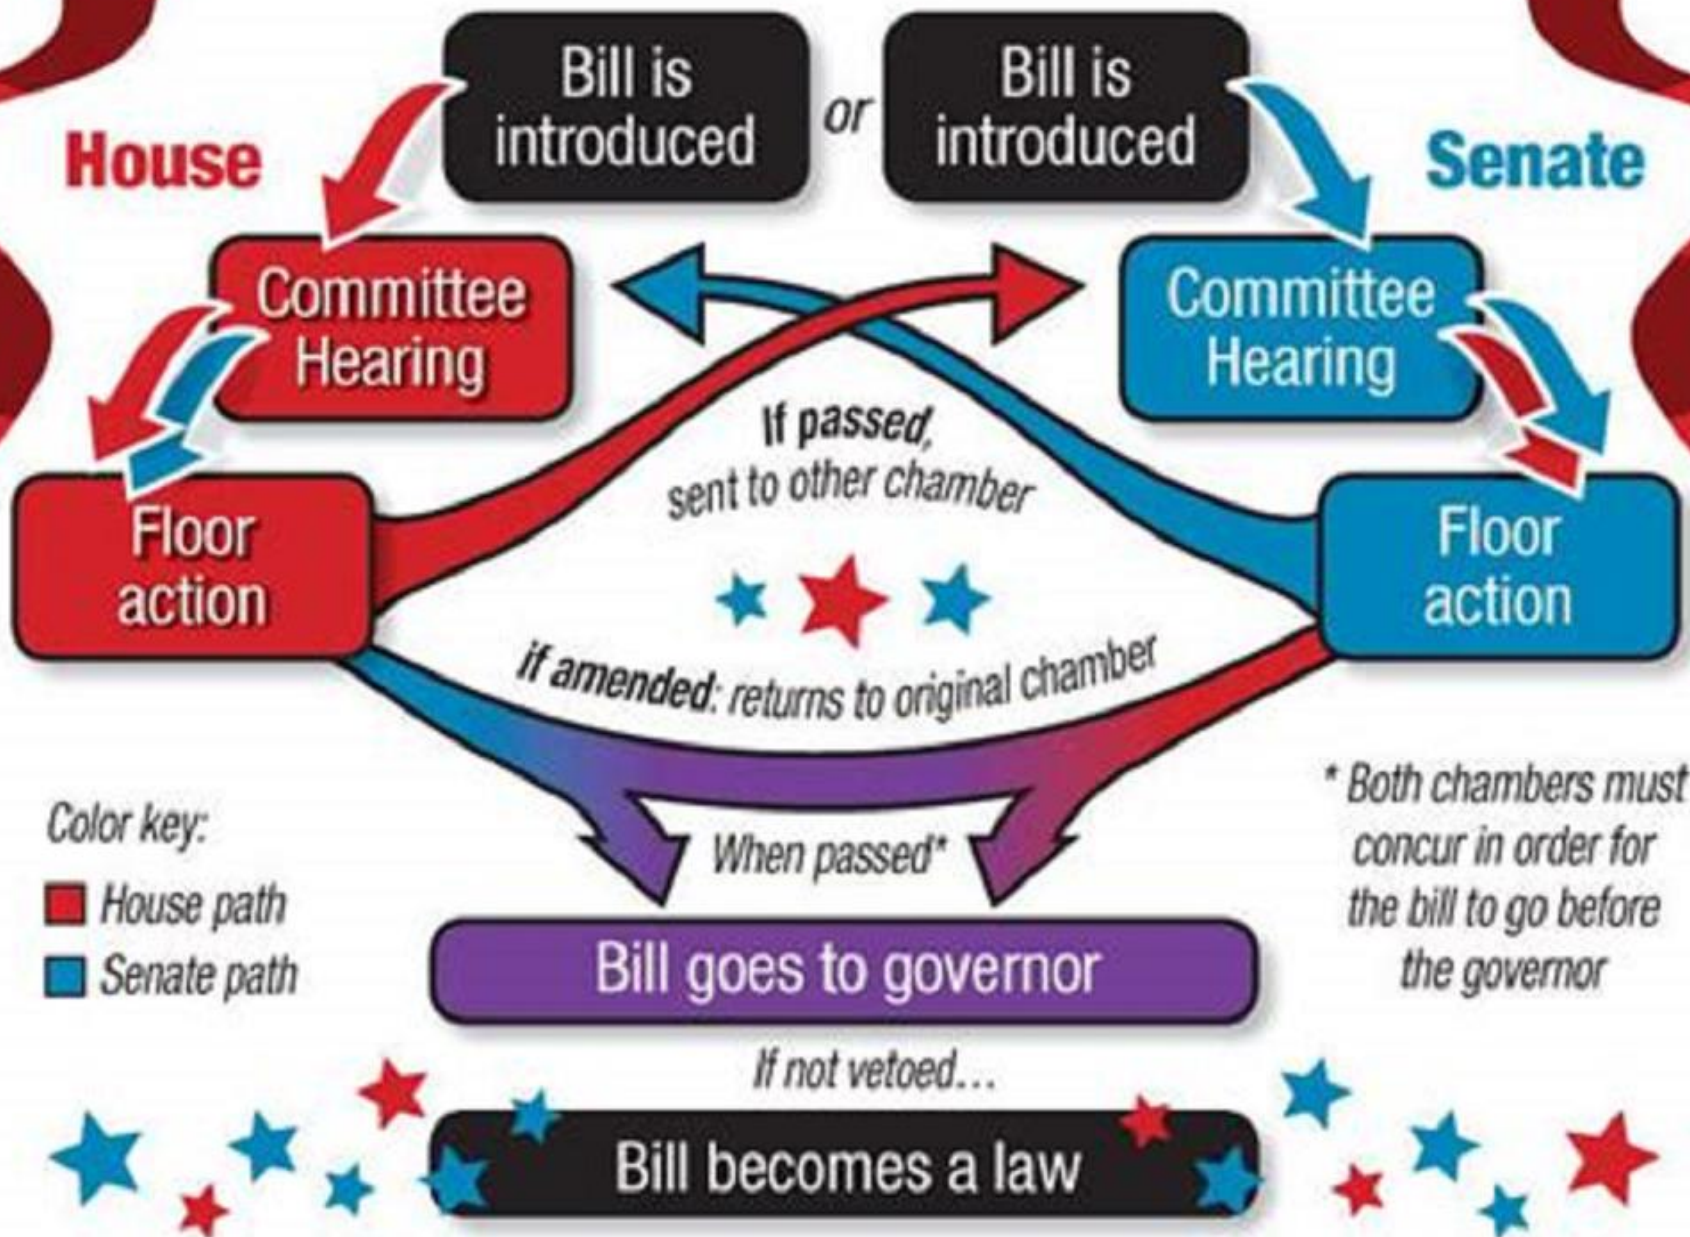 Bill is
introduced
or
Bill is
introduced
House
Senate
Committee
Hearing
Committee
Hearing
If passed,
sent to other chamber
Floor
action
Floor
action
if amended: returns to original chamber
Color key:
House path
Senate path
When passed*
* Both chambers must
concur in order for
the bill to go before
the governor
Bill goes to governor
If not vetoed...
Bill becomes a law